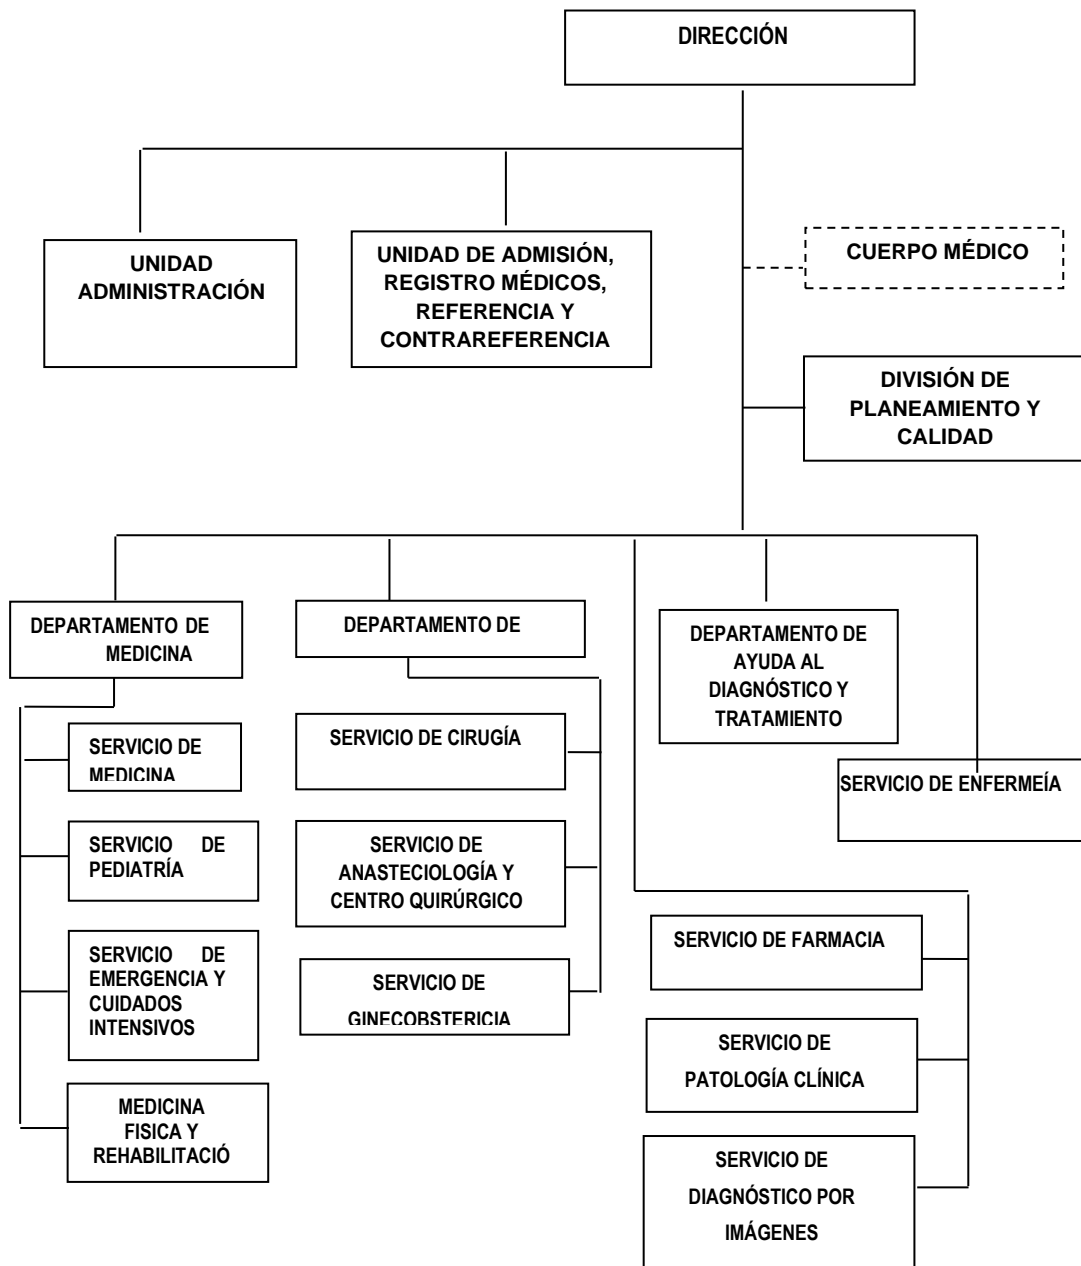 DIRECCIÓN
UNIDAD
ADMINISTRACIÓN
UNIDAD DE ADMISIÓN,
REGISTRO MÉDICOS,
REFERENCIA Y
CONTRAREFERENCIA
CUERPO MÉDICO
DIVISIÓN DE
PLANEAMIENTO Y
CALIDAD
DEPARTAMENTO DE
MEDICINA
SERVICIO DE
MEDICINA
SERVICIO DE
PEDIATRÍA
SERVICIO DE
EMERGENCIA Y
CUIDADOS
INTENSIVOS
MEDICINA
FISICA Y
REHABILITACIÓ
DEPARTAMENTO DE
SERVICIO DE CIRUGÍA
SERVICIO DE
ANASTECIOLOGÍA Y
CENTRO QUIRÚRGICO
SERVICIO DE
GINECOBSTERICIA
DEPARTAMENTO DE
AYUDA AL
DIAGNÓSTICO Y
TRATAMIENTO
SERVICIO DE ENFERMEÍA
SERVICIO DE FARMACIA
SERVICIO DE
PATOLOGÍA CLÍNICA
SERVICIO DE
DIAGNÓSTICO POR
IMÁGENES